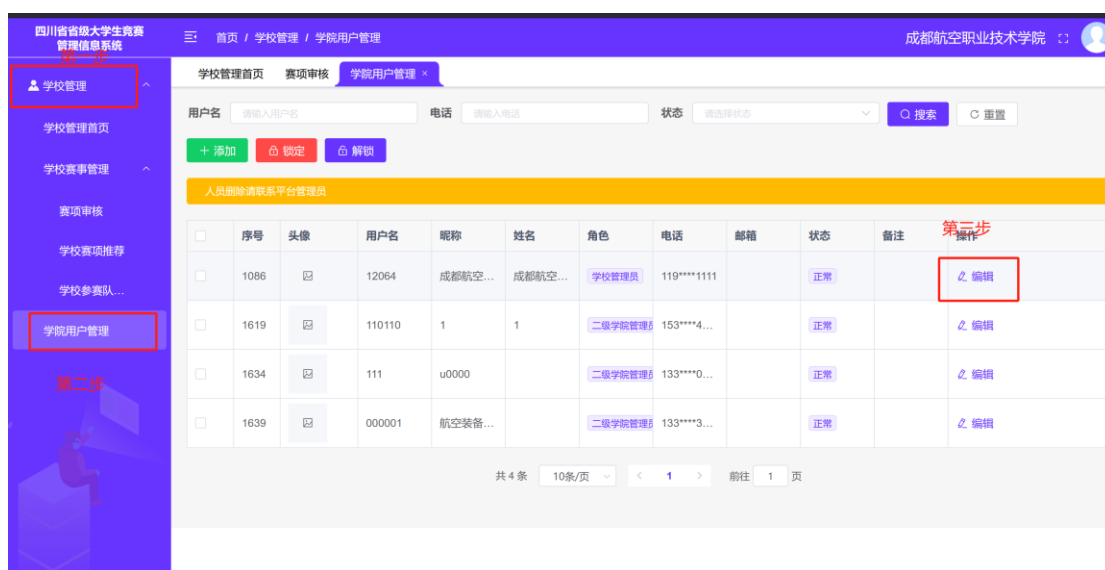 四川省省级大学生竞赛
管理信息系统
首页 / 学校管理 / 学院用户管理
成都航空职业技术学院
第一步
学校管理
学校管理首页
学校赛事管理
赛项审核
学校赛项推荐
学校参赛队...
学院用户管理
第二步
学校管理首页 赛项审核 学院用户管理 ×
用户名 请输入用户名 电话 请输入电话 状态 请选择状态 搜索 重置
+ 添加 锁定 解锁
人员删除请联系平台管理员
第三步
序号 头像 用户名 昵称 姓名 角色 电话 邮箱 状态 备注 操作
1086 12064 成都航空... 成都航空... 学校管理员 119****1111 正常 编辑
1619 110110 1 1 二级学院管理员 153****4... 正常 编辑
1634 111 u0000 二级学院管理员 133****0... 正常 编辑
1639 000001 航空装备... 二级学院管理员 133****3... 正常 编辑
共 4 条 10条/页 < 1 > 前往 1 页